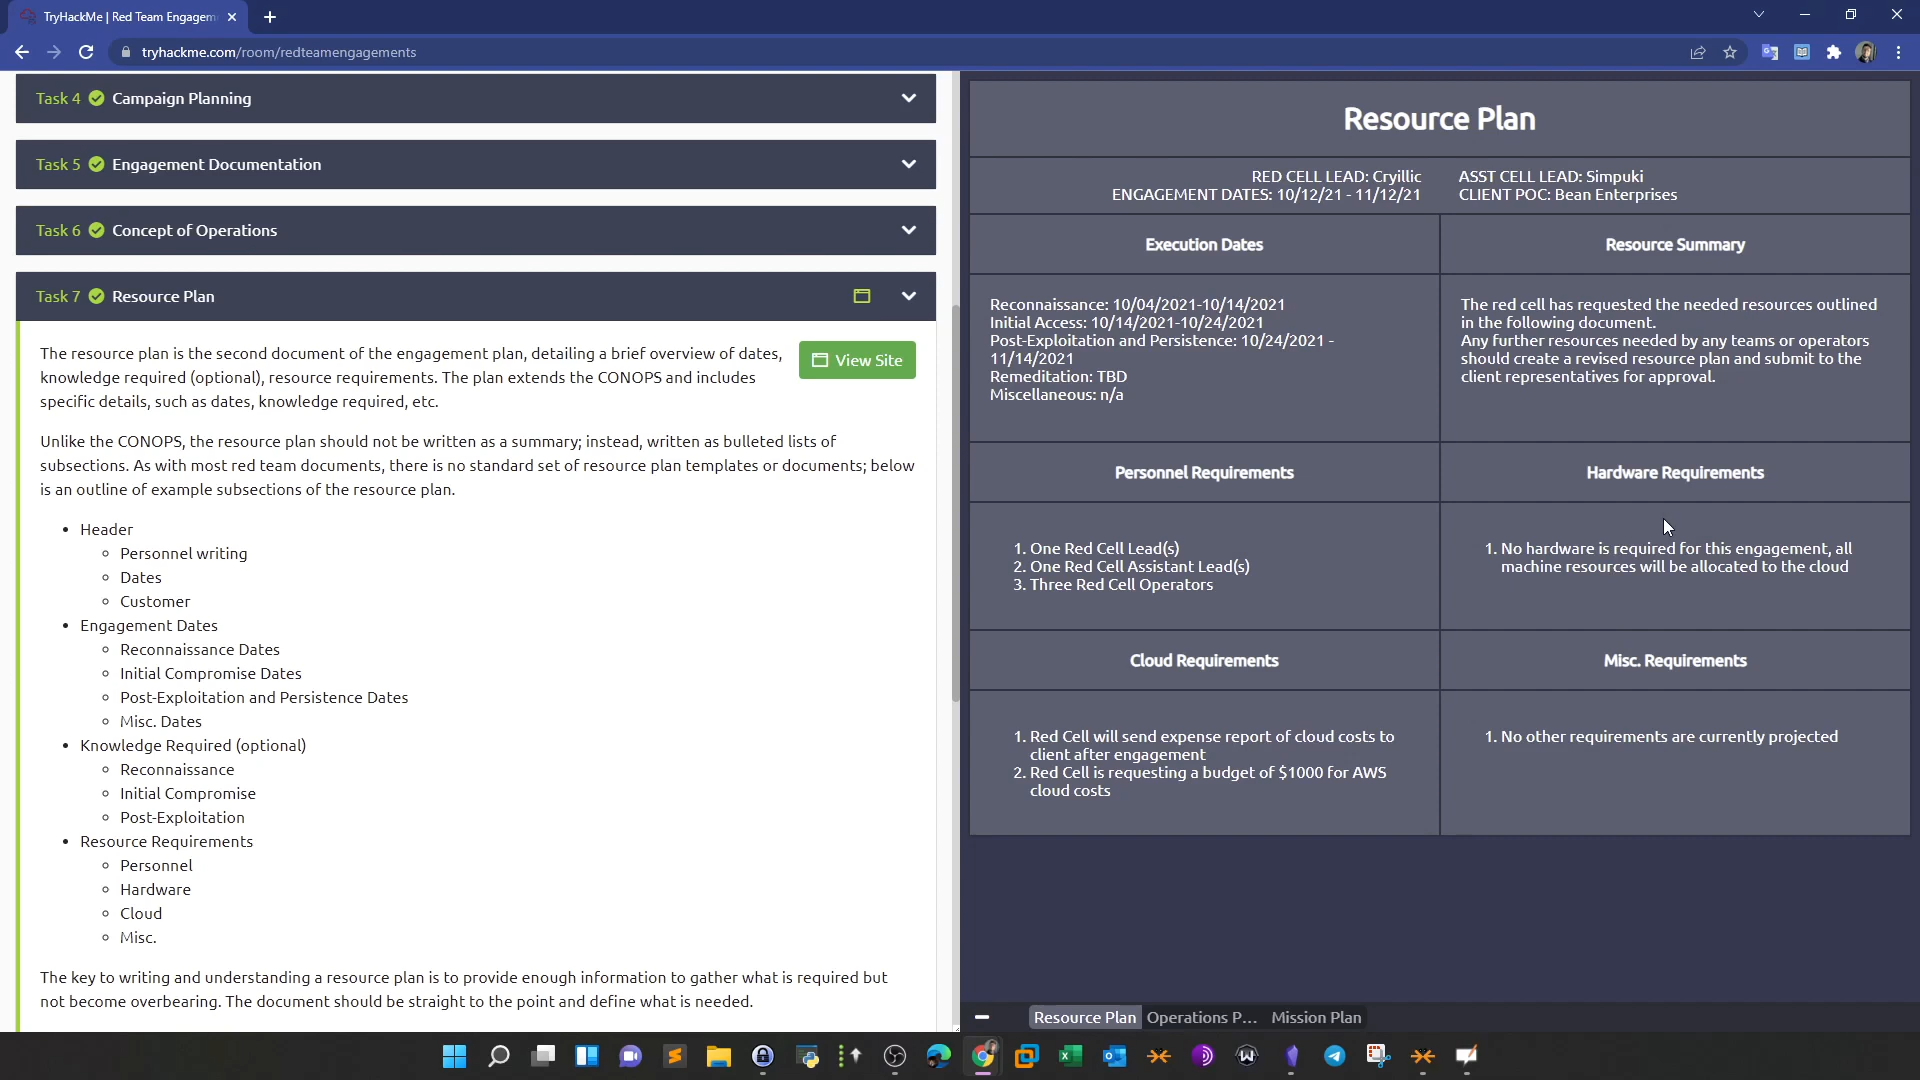 TryHackMe | Red Team Engagem
tryhackme.com/room/redteamengagements
Task 4 Campaign Planning
Task 5 Engagement Documentation
Task 6 Concept of Operations
Task 7 Resource Plan
The resource plan is the second document of the engagement plan, detailing a brief overview of dates,
knowledge required (optional), resource requirements. The plan extends the CONOPS and includes
specific details, such as dates, knowledge required, etc.
View Site
Unlike the CONOPS, the resource plan should not be written as a summary; instead, written as bulleted lists of
subsections. As with most red team documents, there is no standard set of resource plan templates or documents; below
is an outline of example subsections of the resource plan.
Header
Personnel writing
Dates
Customer
Engagement Dates
Reconnaissance Dates
Initial Compromise Dates
Post-Exploitation and Persistence Dates
Misc. Dates
Knowledge Required (optional)
Reconnaissance
Initial Compromise
Post-Exploitation
Resource Requirements
Personnel
Hardware
Cloud
Misc.
The key to writing and understanding a resource plan is to provide enough information to gather what is required but
not become overbearing. The document should be straight to the point and define what is needed.
Resource Plan
RED CELL LEAD: Cryillic
ENGAGEMENT DATES: 10/12/21 - 11/12/21
ASST CELL LEAD: Simpuki
CLIENT POC: Bean Enterprises
Execution Dates
Reconnaissance: 10/04/2021-10/14/2021
Initial Access: 10/14/2021-10/24/2021
Post-Exploitation and Persistence: 10/24/2021 -
11/14/2021
Remeditation: TBD
Miscellaneous: n/a
Resource Summary
The red cell has requested the needed resources outlined
in the following document.
Any further resources needed by any teams or operators
should create a revised resource plan and submit to the
client representatives for approval.
Personnel Requirements
1. One Red Cell Lead(s)
2. One Red Cell Assistant Lead(s)
3. Three Red Cell Operators
Hardware Requirements
1. No hardware is required for this engagement, all
machine resources will be allocated to the cloud
Cloud Requirements
1. Red Cell will send expense report of cloud costs to
client after engagement
2. Red Cell is requesting a budget of $1000 for AWS
cloud costs
Misc. Requirements
1. No other requirements are currently projected
Resource Plan Operations P... Mission Plan